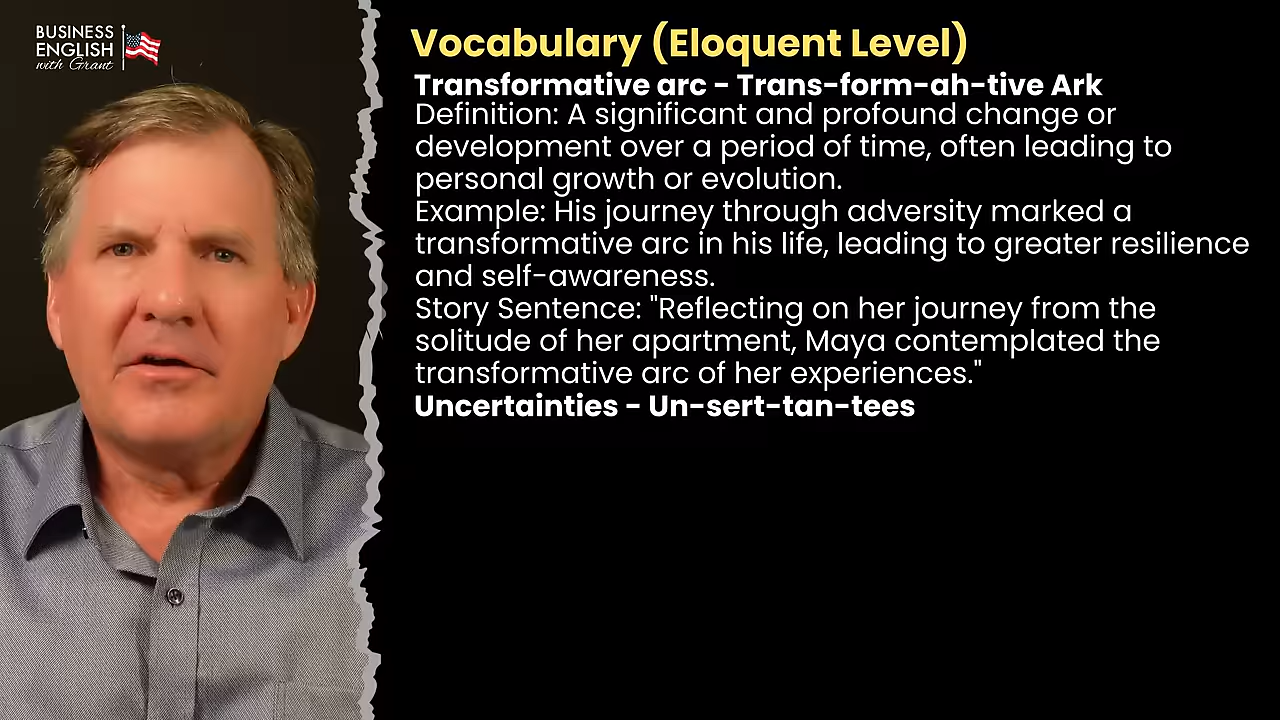 BUSINESS
ENGLISH
with Grant
Vocabulary (Eloquent Level)
Transformative arc - Trans-form-ah-tive Ark
Definition: A significant and profound change or
development over a period of time, often leading to
personal growth or evolution.
Example: His journey through adversity marked a
transformative arc in his life, leading to greater resilience
and self-awareness.
Story Sentence: "Reflecting on her journey from the
solitude of her apartment, Maya contemplated the
transformative arc of her experiences."
Uncertainties - Un-sert-tan-tees